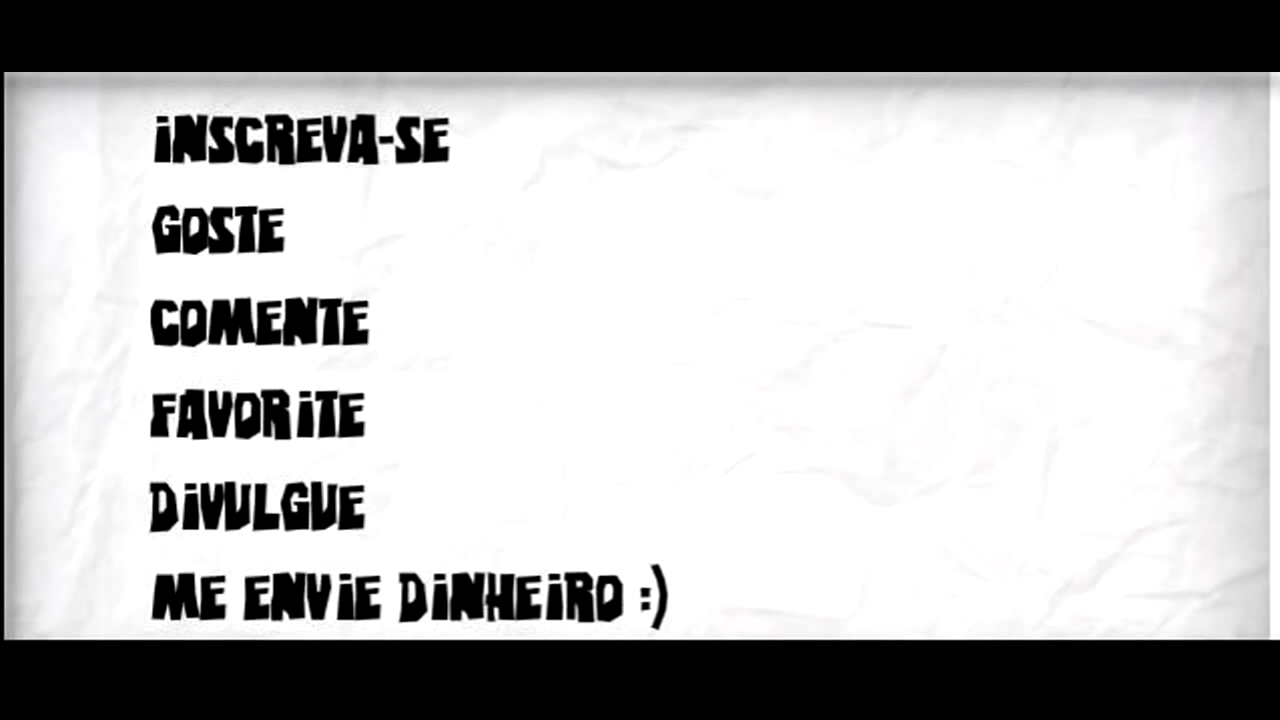 INSCREVA-SE
GOSTE
COMENTE
FAVORITE
DIVULGUE
ME ENVIE DINHEIRO :)